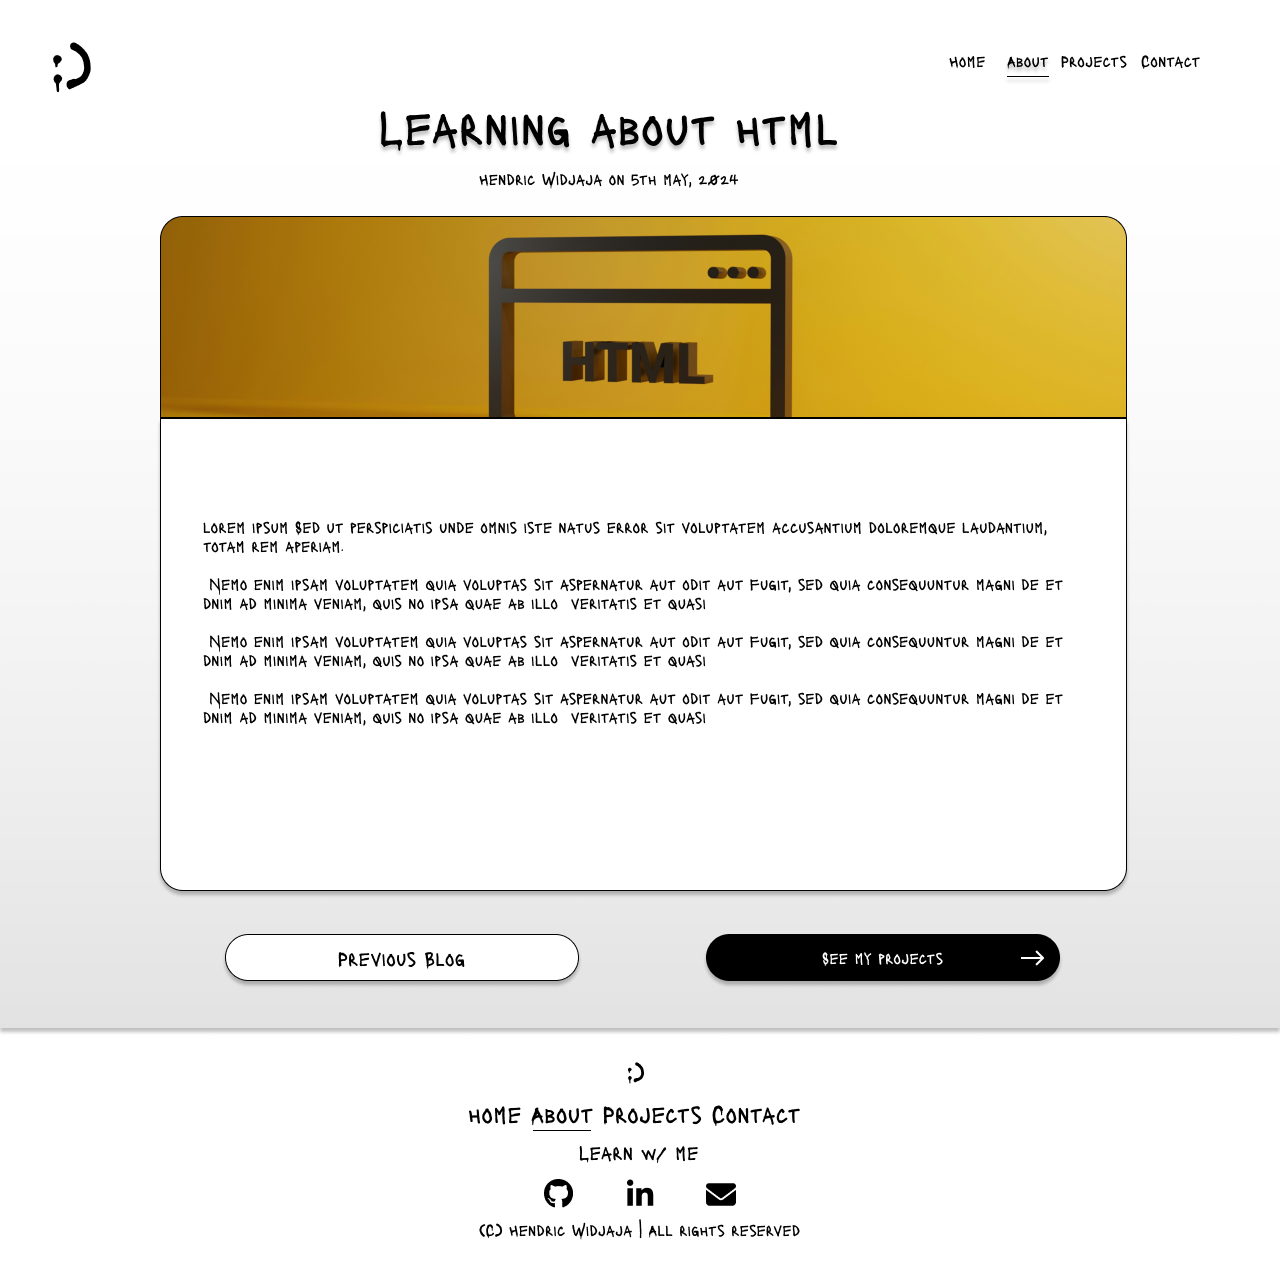 Home About Projects Contact
Learning about HTML
Hendric Widjaja on 5th May, 2024
HTML
Lorem ipsum Sed ut perspiciatis unde omnis iste natus error sit voluptatem accusantium doloremque laudantium,
totam rem aperiam.
Nemo enim ipsam voluptatem quia voluptas sit aspernatur aut odit aut fugit, sed quia consequuntur magni de et
dnim ad minima veniam, quis no ipsa quae ab illo veritatis et quasi
Nemo enim ipsam voluptatem quia voluptas sit aspernatur aut odit aut fugit, sed quia consequuntur magni de et
dnim ad minima veniam, quis no ipsa quae ab illo veritatis et quasi
Nemo enim ipsam voluptatem quia voluptas sit aspernatur aut odit aut fugit, sed quia consequuntur magni de et
dnim ad minima veniam, quis no ipsa quae ab illo veritatis et quasi
Previous Blog
See my projects
Home About Projects Contact
Learn w/ me
in
(C) Hendric Widjaja | all rights reserved